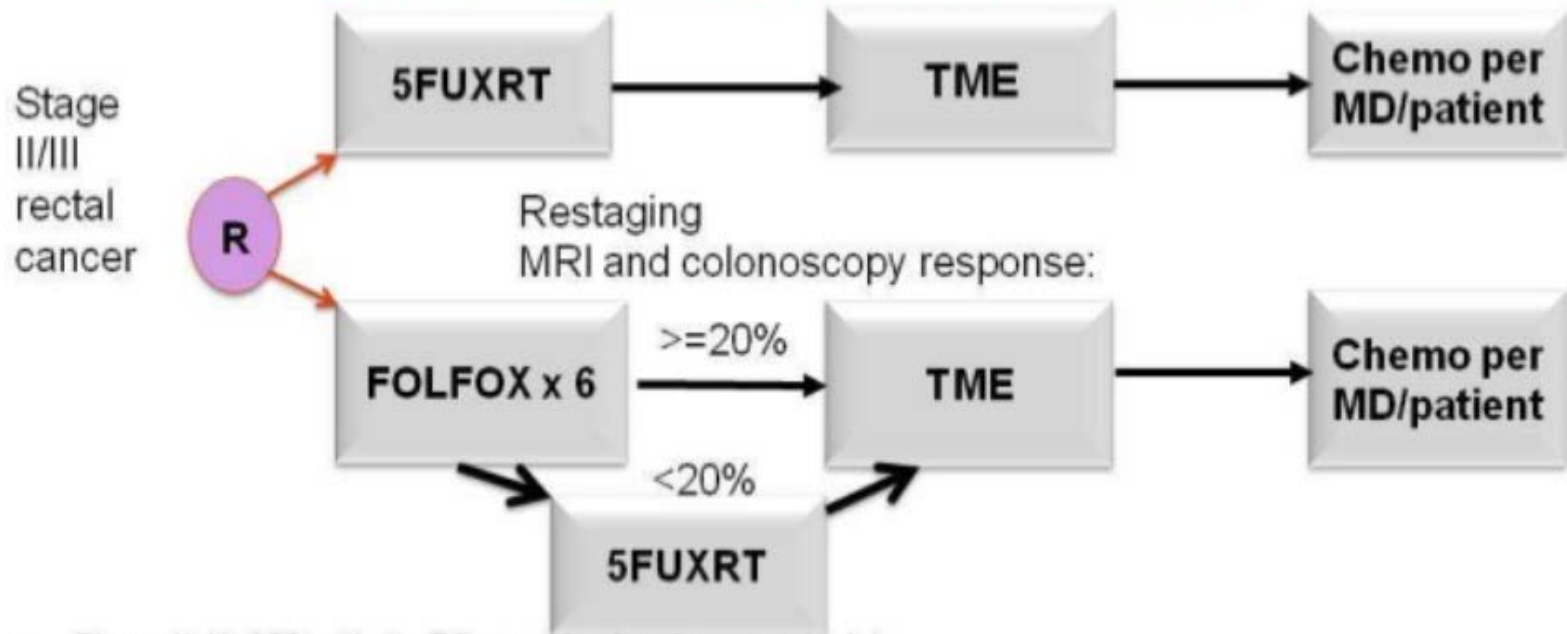 Stage
II/III
rectal
cancer
R
5FUXRT
TME
Chemo per
MD/patient
Restaging
MRI and colonoscopy response:
FOLFOX x 6
>=20%
TME
Chemo per
MD/patient
<20%
5FUXRT